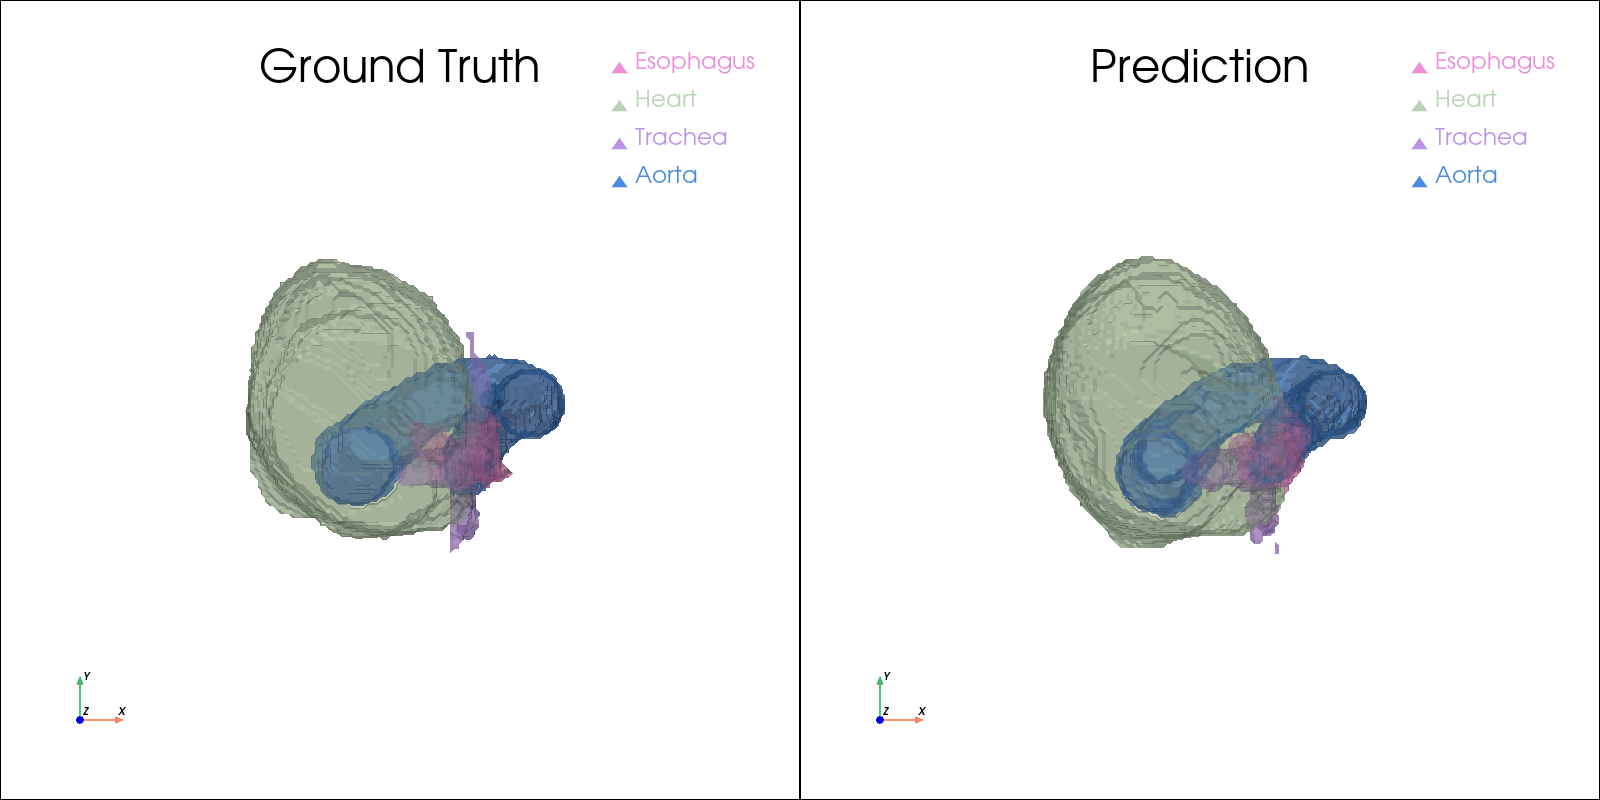 Ground Truth
Esophagus
Heart
Trachea
Aorta
Y
Z
X
Prediction
Esophagus
Heart
Trachea
Aorta
Y
Z
X